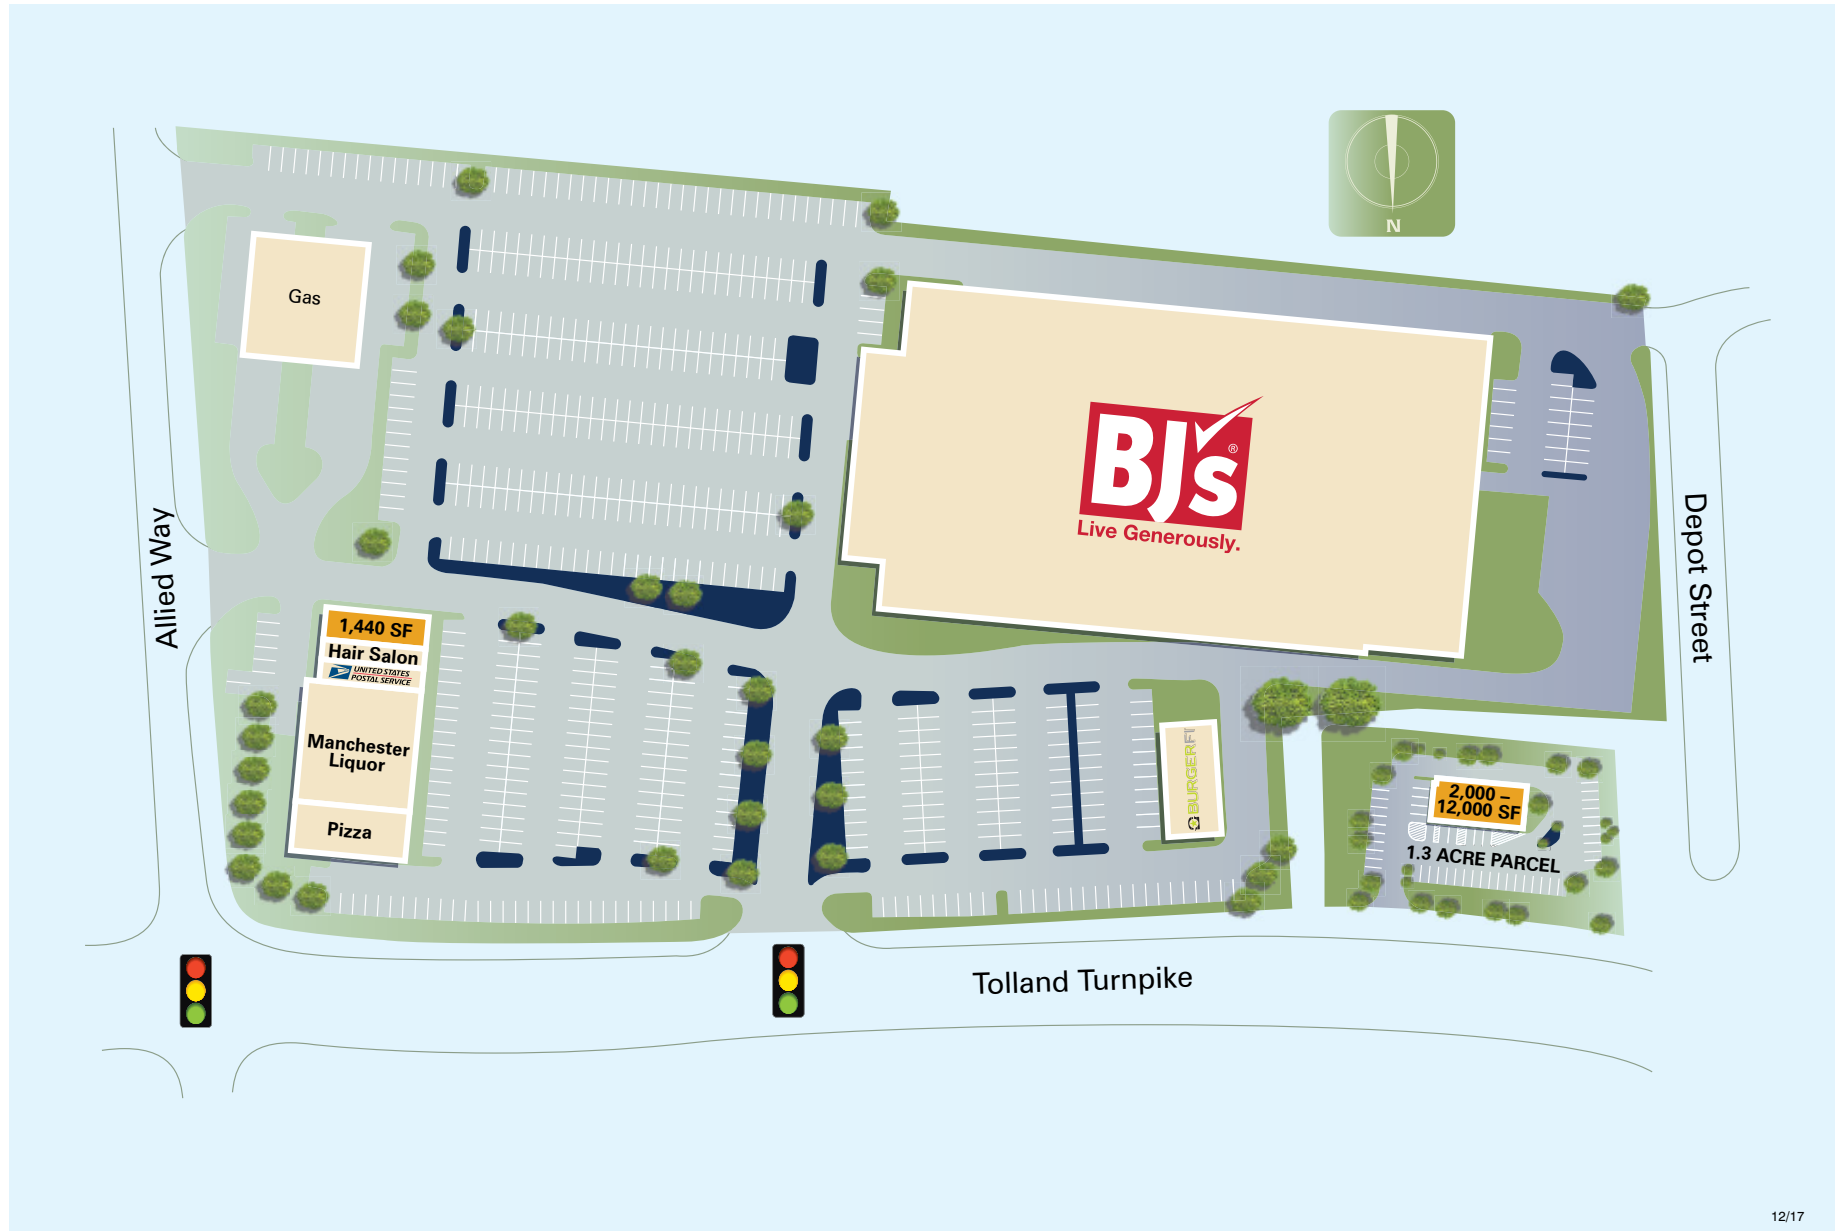 N
Gas
BJs
®
Live Generously.
Allied Way
Depot Street
1,440 SF
Hair Salon
UNITED STATES
POSTAL SERVICE
Manchester
Liquor
Pizza
BURGERFI
2,000 –
12,000 SF
1.3 ACRE PARCEL
Tolland Turnpike
12/17